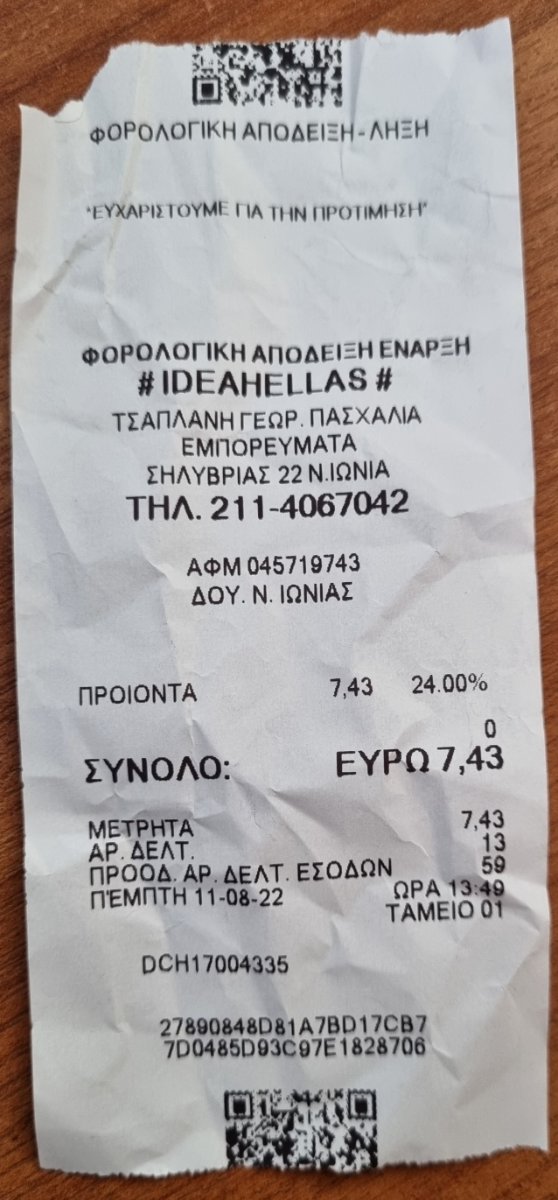 ΦΟΡΟΛΟΓΙΚΗ ΑΠΟΔΕΙΞΗ - ΛΗΞΗ
"ΕΥΧΑΡΙΣΤΟΥΜΕ ΓΙΑ ΤΗΝ ΠΡΟΤΙΜΗΣΗ"
ΦΟΡΟΛΟΓΙΚΗ ΑΠΟΔΕΙΞΗ ΕΝΑΡΞΗ
# IDEAHELLAS #
ΤΣΑΠΛΑΝΗ ΓΕΩΡ. ΠΑΣΧΑΛΙΑ
ΕΜΠΟΡΕΥΜΑΤΑ
ΣΗΛΥΒΡΙΑΣ 22 Ν.ΙΩΝΙΑ
ΤΗΛ. 211-4067042
ΑΦΜ 045719743
ΔΟΥ. Ν. ΙΩΝΙΑΣ
ΠΡΟΙΟΝΤΑ 7,43 24.00%
0
ΣΥΝΟΛΟ: ΕΥΡΩ 7,43
ΜΕΤΡΗΤΑ 7,43
ΑΡ. ΔΕΛΤ. 13
ΠΡΟΟΔ. ΑΡ. ΔΕΛΤ. ΕΣΟΔΩΝ 59
ΠΈΜΠΤΗ 11-08-22 ΩΡΑ 13:49
ΤΑΜΕΙΟ 01
DCH17004335
27890848D81A7BD17CB7
7D0485D93C97E1828706